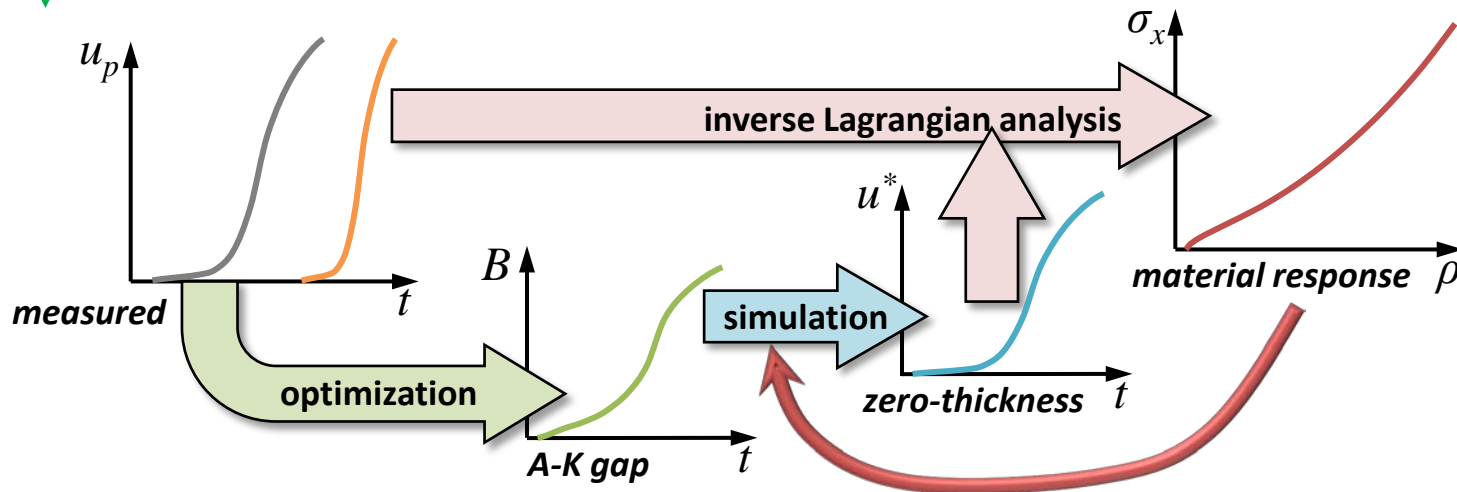 u_p
t
measured
optimization
B
t
A-K gap
simulation
u*
t
zero-thickness
inverse Lagrangian analysis
σ_x
ρ
material response